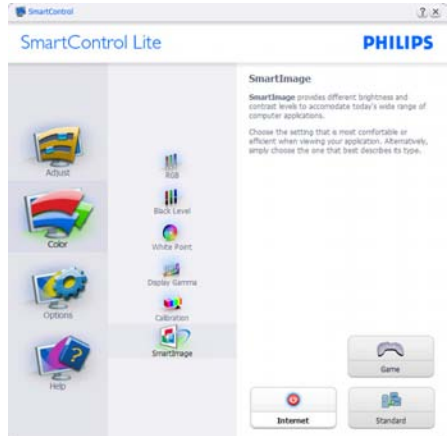 SmartControl
SmartControl Lite
PHILIPS
Adjust
Color
Options
Help
RGB
Black Level
White Point
Display Gamma
Calibration
SmartImage
SmartImage
SmartImage provides different brightness and
contrast levels to accomodate today's wide range of
computer applications.
Choose the setting that is most comfortable or
efficient when viewing your application. Alternatively,
simply choose the one that best describes its type.
Game
Internet
Standard